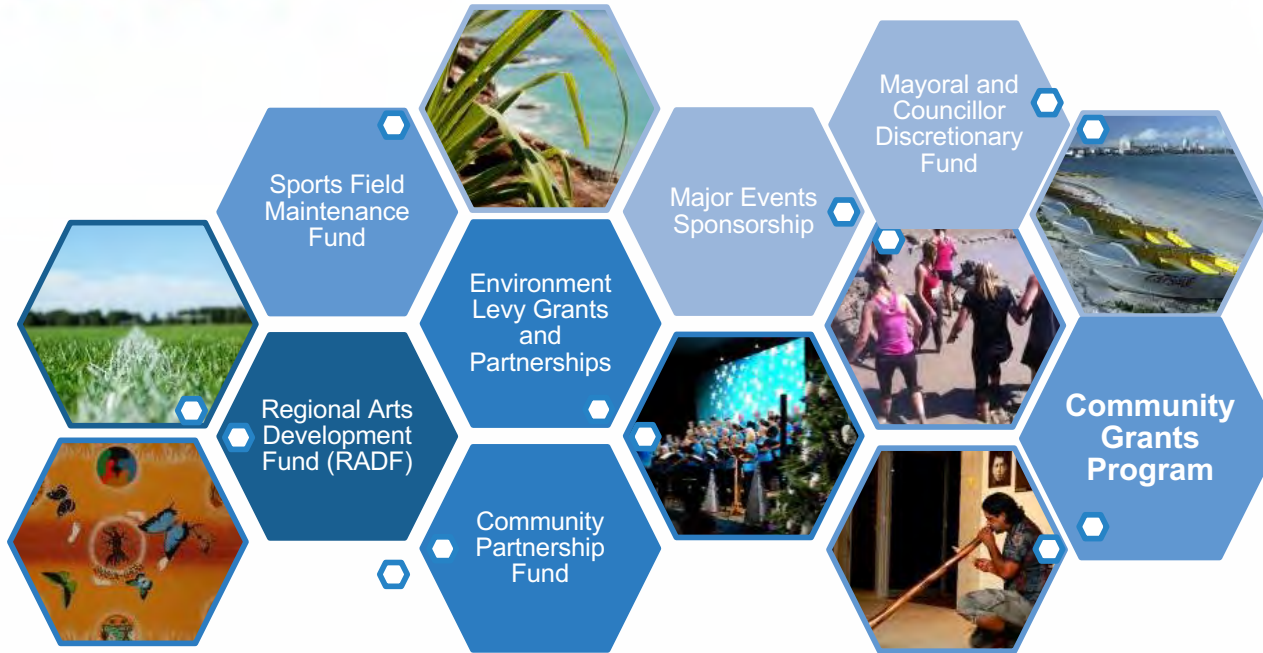 Sports Field
Maintenance
Fund
Regional Arts
Development
Fund (RADF)
Environment
Levy Grants
and
Partnerships
Community
Partnership
Fund
Major Events
Sponsorship
Mayoral and
Councillor
Discretionary
Fund
Community
Grants
Program